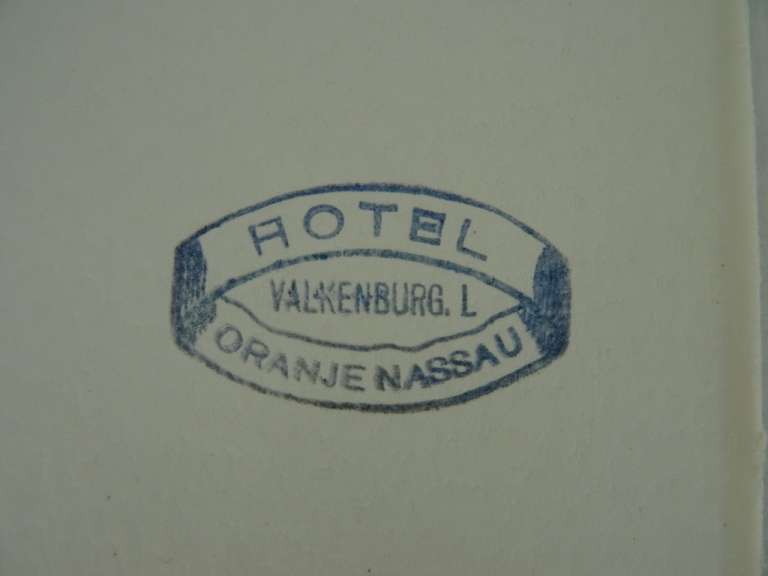 HOTEL
VALKENBURG. L
ORANJE NASSAU